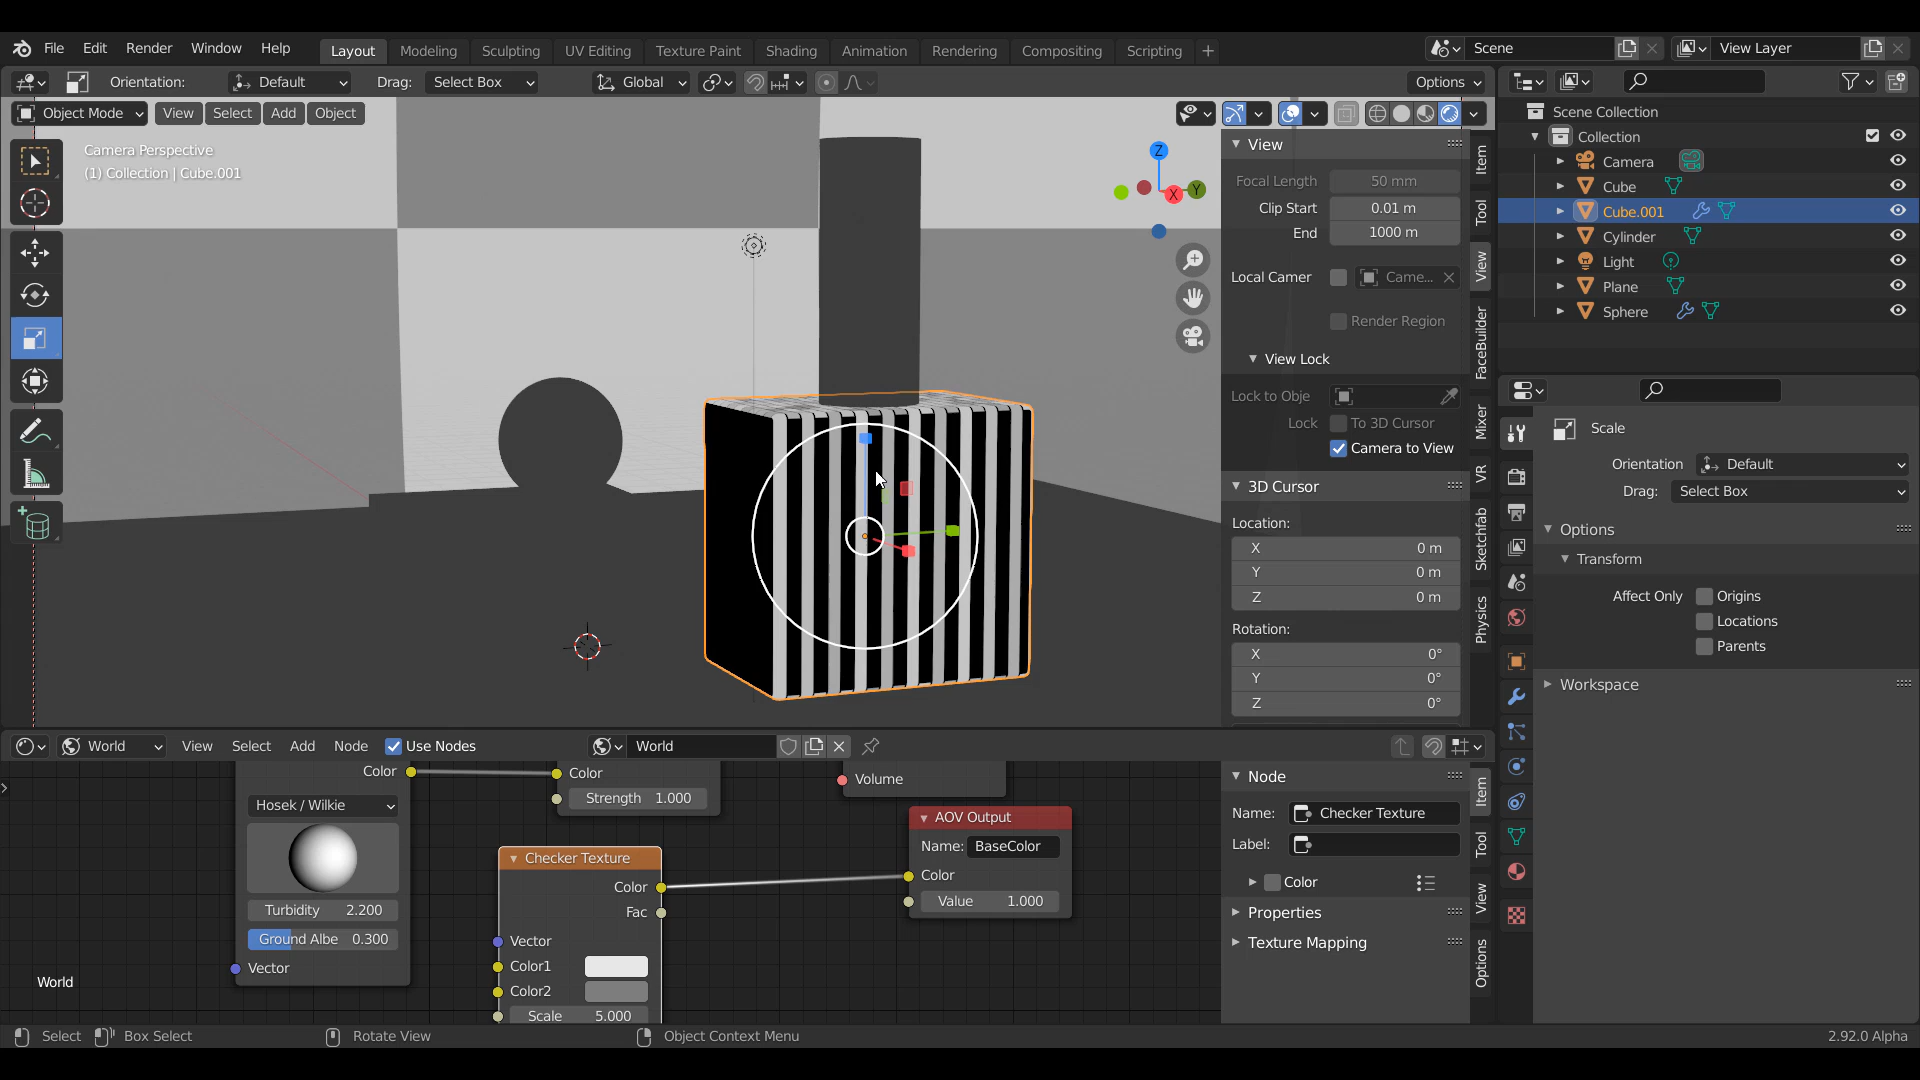 File Edit Render Window Help
Layout Modeling Sculpting UV Editing Texture Paint Shading Animation Rendering Compositing Scripting +
Scene
View Layer
Orientation: Default Drag: Select Box Global Options
Object Mode View Select Add Object
Camera Perspective
(1) Collection | Cube.001
Z
X
Y
View
Focal Length 50 mm
Clip Start 0.01 m
End 1000 m
Local Camer Came...
Render Region
View Lock
Lock to Obje
Lock To 3D Cursor
Camera to View
3D Cursor
Location:
X 0 m
Y 0 m
Z 0 m
Rotation:
X 0°
Y 0°
Z 0°
Item
Tool
View
FaceBuilder
Mixer
VR
Sketchfab
Physics
Scene Collection
Collection
Camera
Cube
Cube.001
Cylinder
Light
Plane
Sphere
Scale
Orientation Default
Drag: Select Box
Options
Transform
Affect Only Origins
Locations
Parents
Workspace
World View Select Add Node Use Nodes World
Color
Hosek / Wilkie
Turbidity 2.200
Ground Albe 0.300
Vector
Color
Strength 1.000
Volume
Checker Texture
Color
Fac
Vector
Color1
Color2
Scale 5.000
AOV Output
Name: BaseColor
Color
Value 1.000
World
Node
Name: Checker Texture
Label:
Color
Properties
Texture Mapping
Item
Tool
View
Options
Select Box Select Rotate View Object Context Menu 2.92.0 Alpha